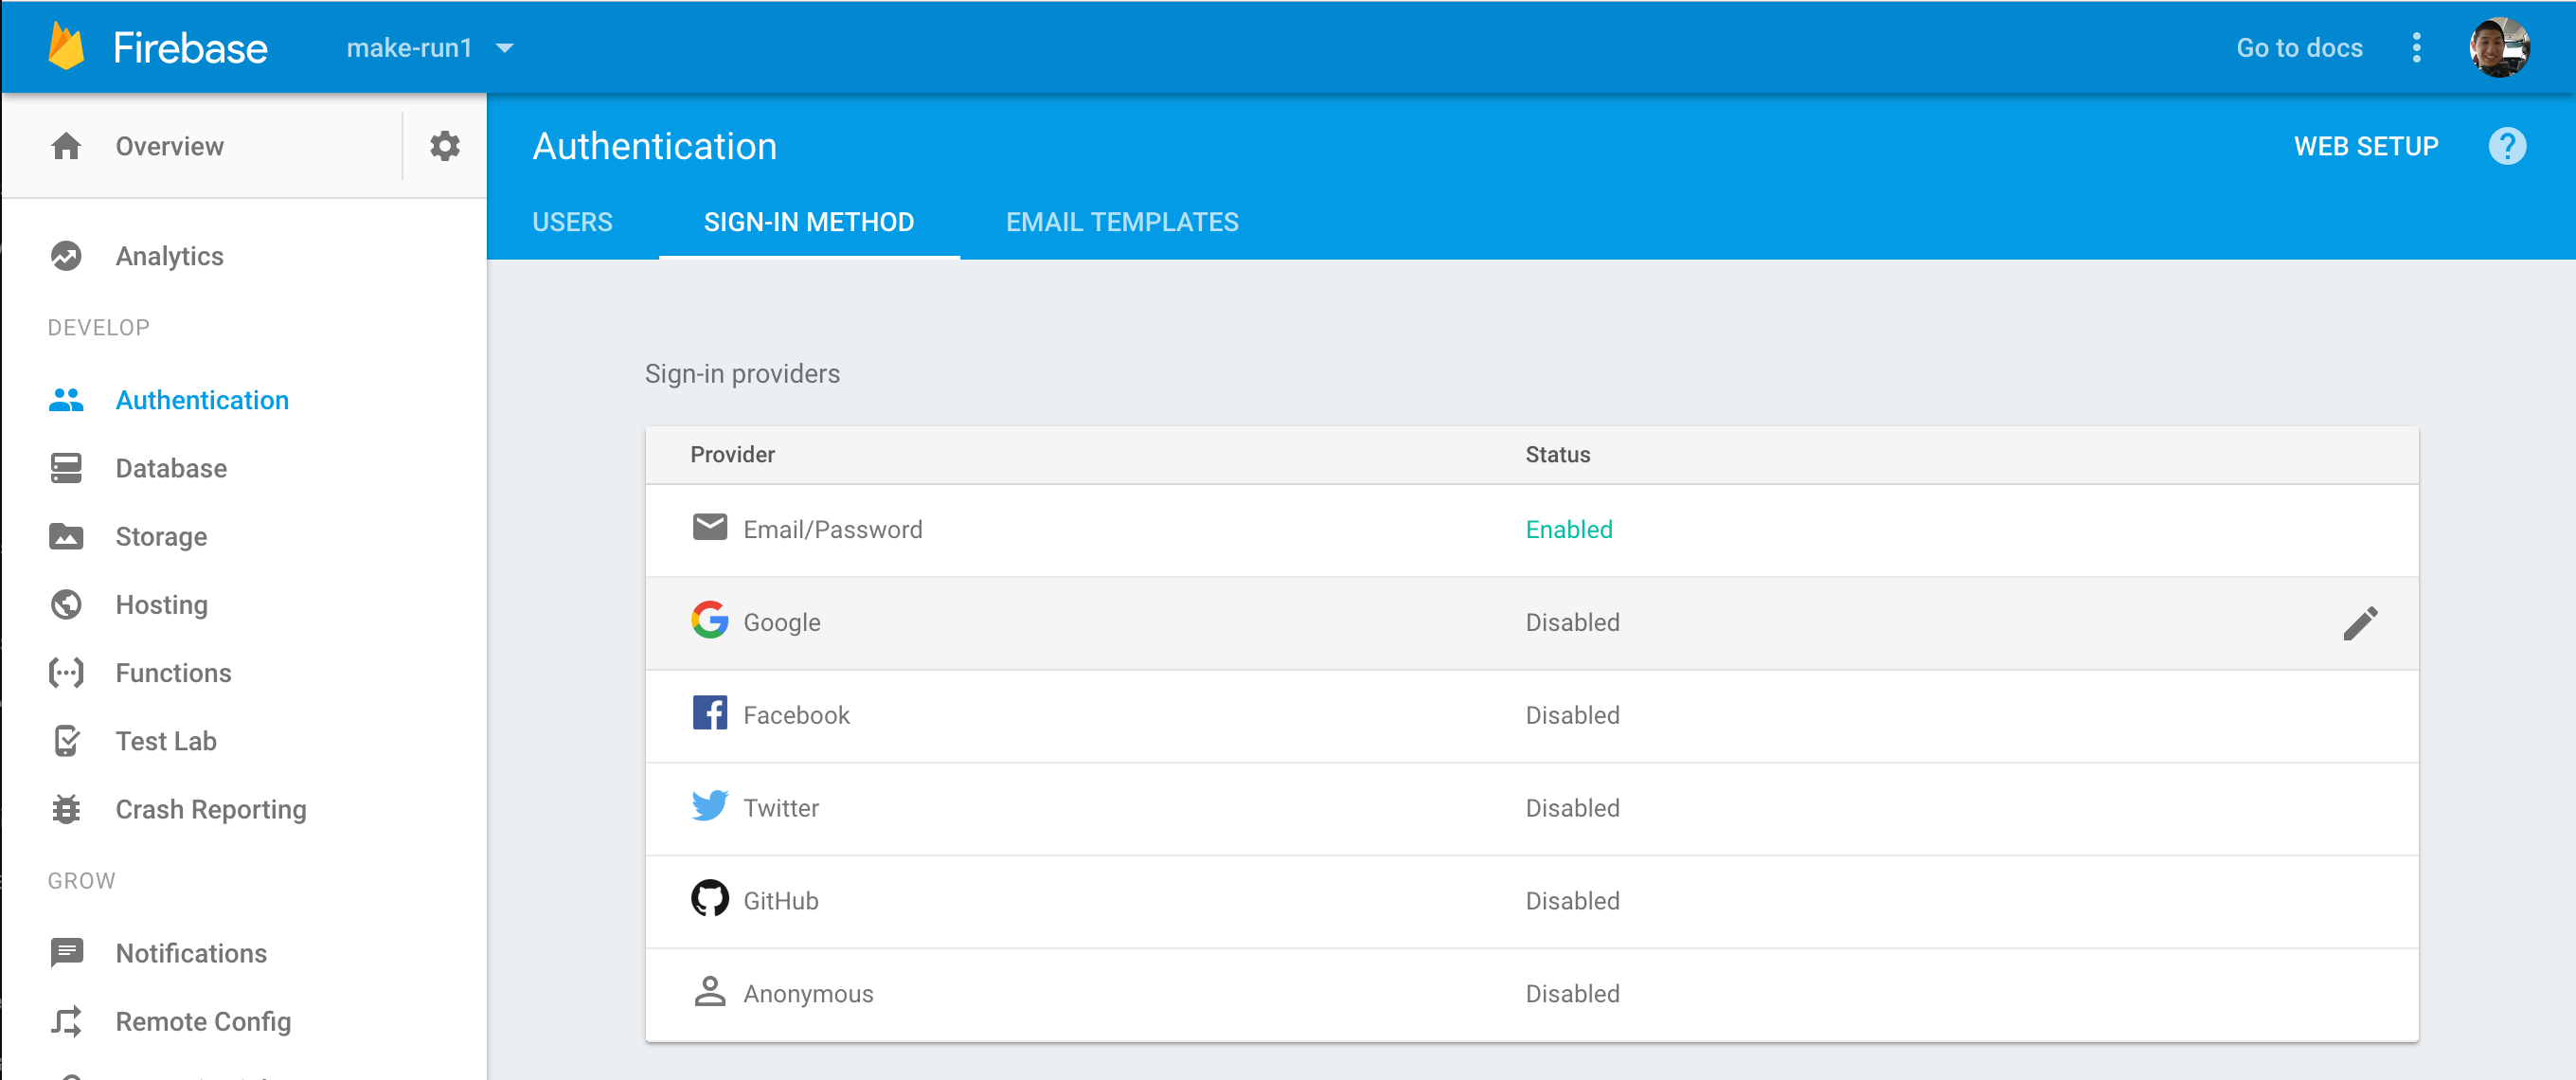 Firebase
make-run1
Go to docs
Overview
Authentication
WEB SETUP
?
USERS
SIGN-IN METHOD
EMAIL TEMPLATES
Analytics
DEVELOP
Authentication
Database
Storage
Hosting
Functions
Test Lab
Crash Reporting
GROW
Notifications
Remote Config
Sign-in providers
Provider Status
Email/Password Enabled
Google Disabled
Facebook Disabled
Twitter Disabled
GitHub Disabled
Anonymous Disabled